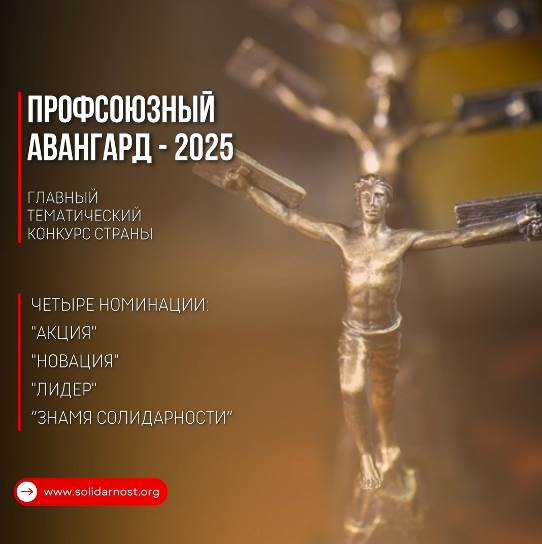 ПРОФСОЮЗНЫЙ
АВАНГАРД - 2025
ГЛАВНЫЙ
ТЕМАТИЧЕСКИЙ
КОНКУРС СТРАНЫ
ЧЕТЫРЕ НОМИНАЦИИ:
"АКЦИЯ"
"НОВАЦИЯ"
"ЛИДЕР"
“ЗНАМЯ СОЛИДАРНОСТИ”
www.solidarnost.org